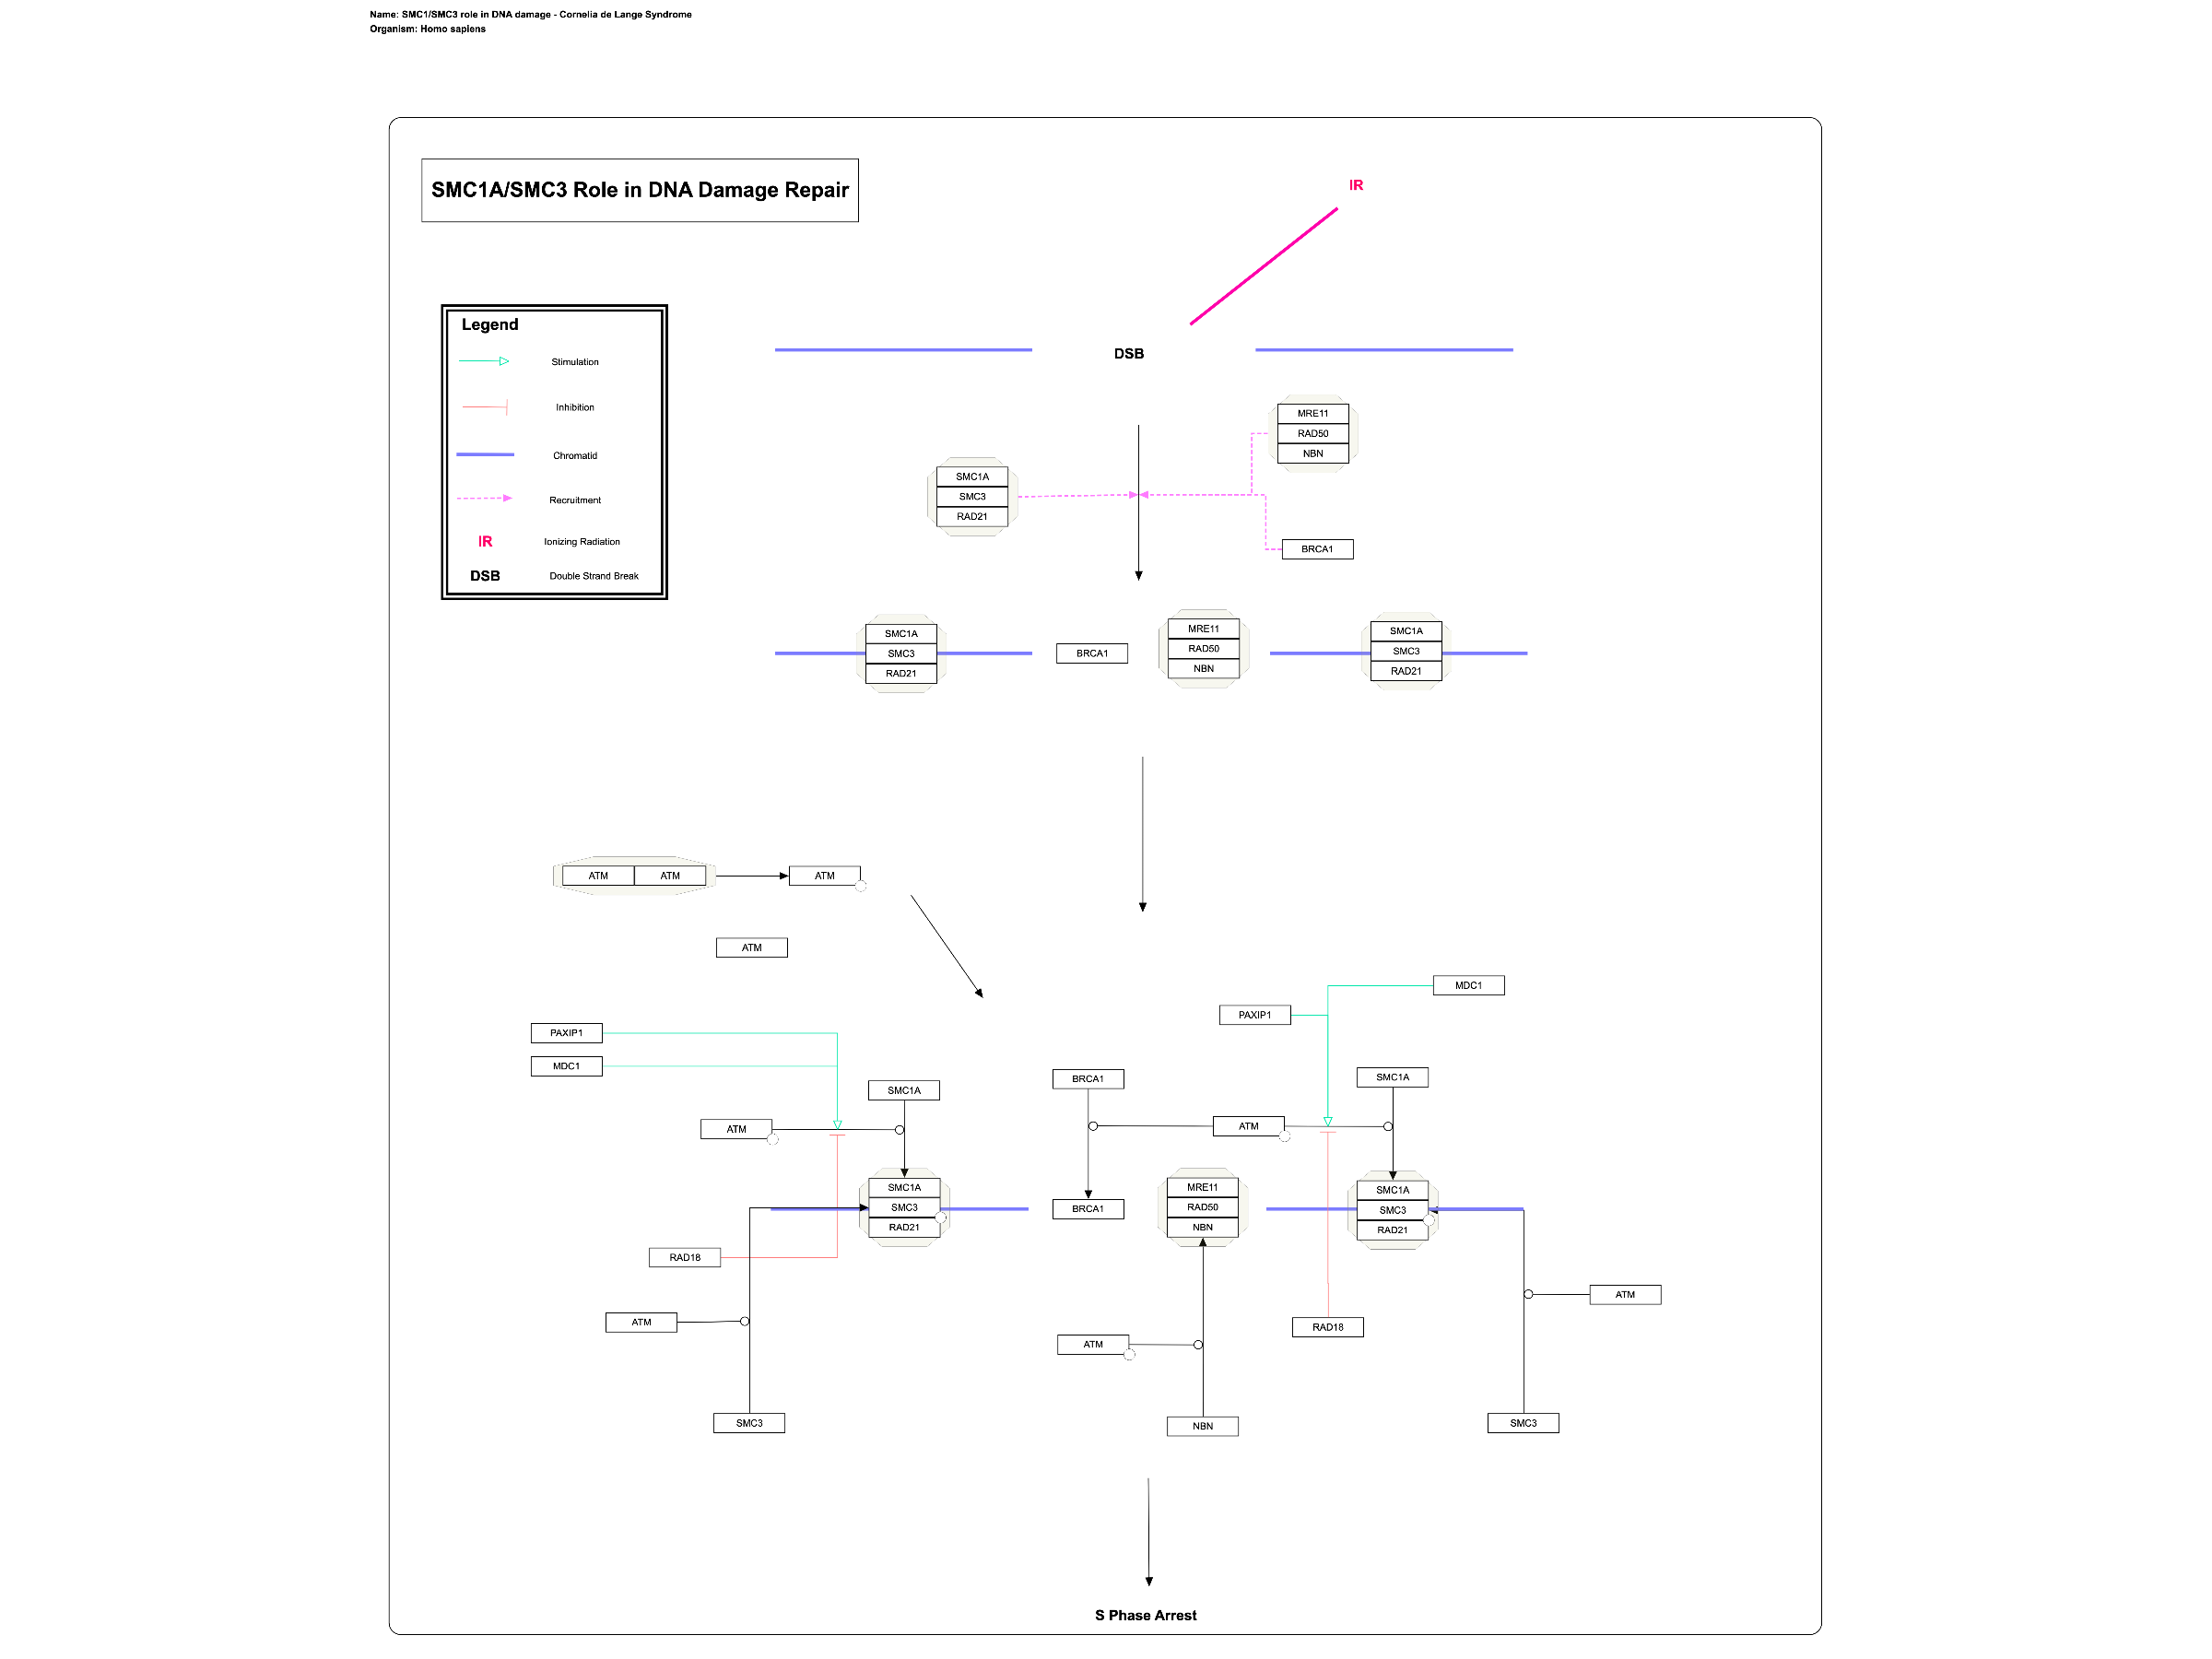 Name: SMC1/SMC3 role in DNA damage - Cornelia de Lange Syndrome
Organism: Homo sapiens
SMC1A/SMC3 Role in DNA Damage Repair
IR
Legend
Stimulation
Inhibition
Chromatid
Recruitment
IR
Ionizing Radiation
DSB
Double Strand Break
DSB
MRE11
RAD50
NBN
SMC1A
SMC3
RAD21
BRCA1
SMC1A
SMC3
RAD21
BRCA1
MRE11
RAD50
NBN
SMC1A
SMC3
RAD21
ATM
ATM
ATM
ATM
MDC1
PAXIP1
PAXIP1
MDC1
SMC1A
BRCA1
SMC1A
ATM
ATM
SMC1A
SMC3
RAD21
BRCA1
MRE11
RAD50
NBN
SMC1A
SMC3
RAD21
RAD18
ATM
ATM
RAD18
ATM
SMC3
NBN
SMC3
S Phase Arrest